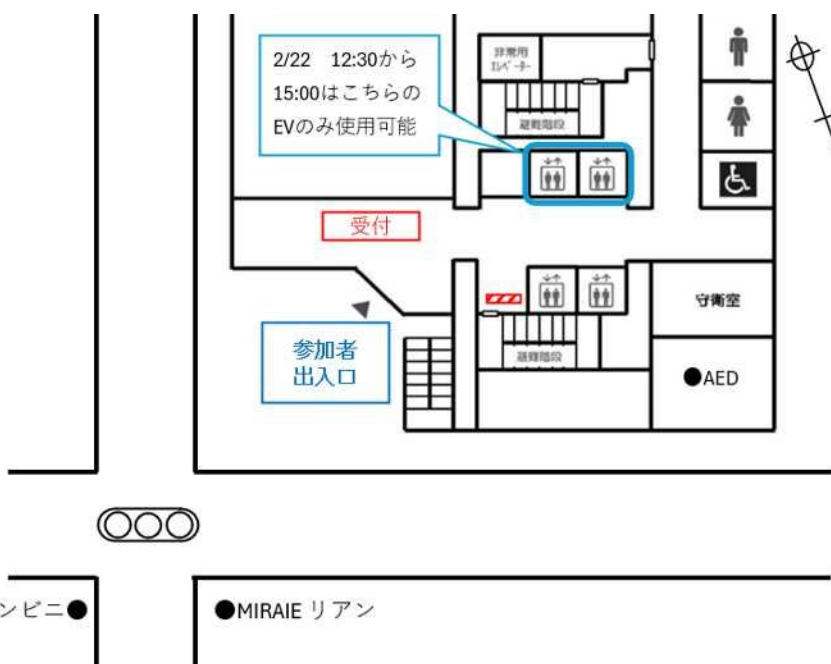 2/22 12:30から
15:00はこちらの
EVのみ使用可能
非常用
ｴﾚﾍﾞｰﾀｰ
避難階段
受付
守衛室
参加者
出入口
避難階段
●AED
ンビニ●
●MIRAIE リアン